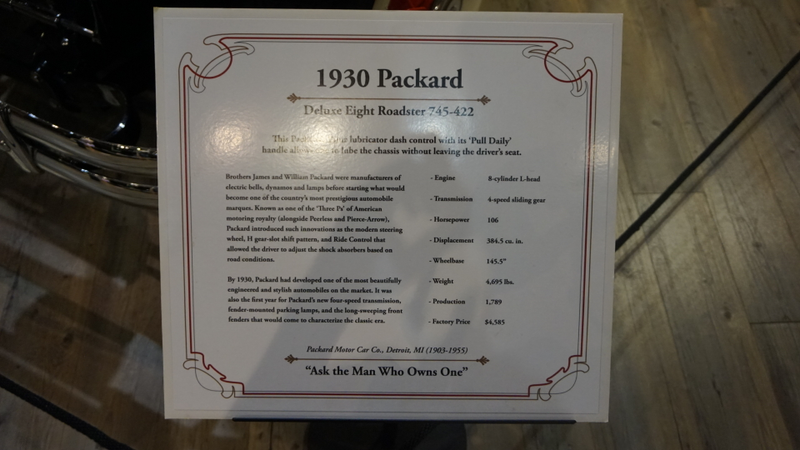 1930 Packard
Deluxe Eight Roadster 745-422
This lubricator dash control with its 'Pull Daily'
handle to lube the chassis without leaving the driver's seat.
Brothers James and William Packard were manufacturers of
electric bells, dynamos and lamps before starting what would
become one of the country's most prestigious automobile
marques. Known as one of the 'Three Ps' of American
motoring royalty (alongside Peerless and Pierce-Arrow),
Packard introduced such innovations as the modern steering
wheel, H gear-slot shift pattern, and Ride Control that
allowed the driver to adjust the shock absorbers based on
road conditions.
By 1930, Packard had developed one of the most beautifully
engineered and stylish automobiles on the market. It was
also the first year for Packard's new four-speed transmission,
fender-mounted parking lamps, and the long-sweeping front
fenders that would come to characterize the classic era.
- Engine 8-cylinder L-head
- Transmission 4-speed sliding gear
- Horsepower 106
- Displacement 384.5 cu. in.
- Wheelbase 145.5"
- Weight 4,695 lbs.
- Production 1,789
- Factory Price $4,585
Packard Motor Car Co., Detroit, MI (1903-1955)
"Ask the Man Who Owns One"